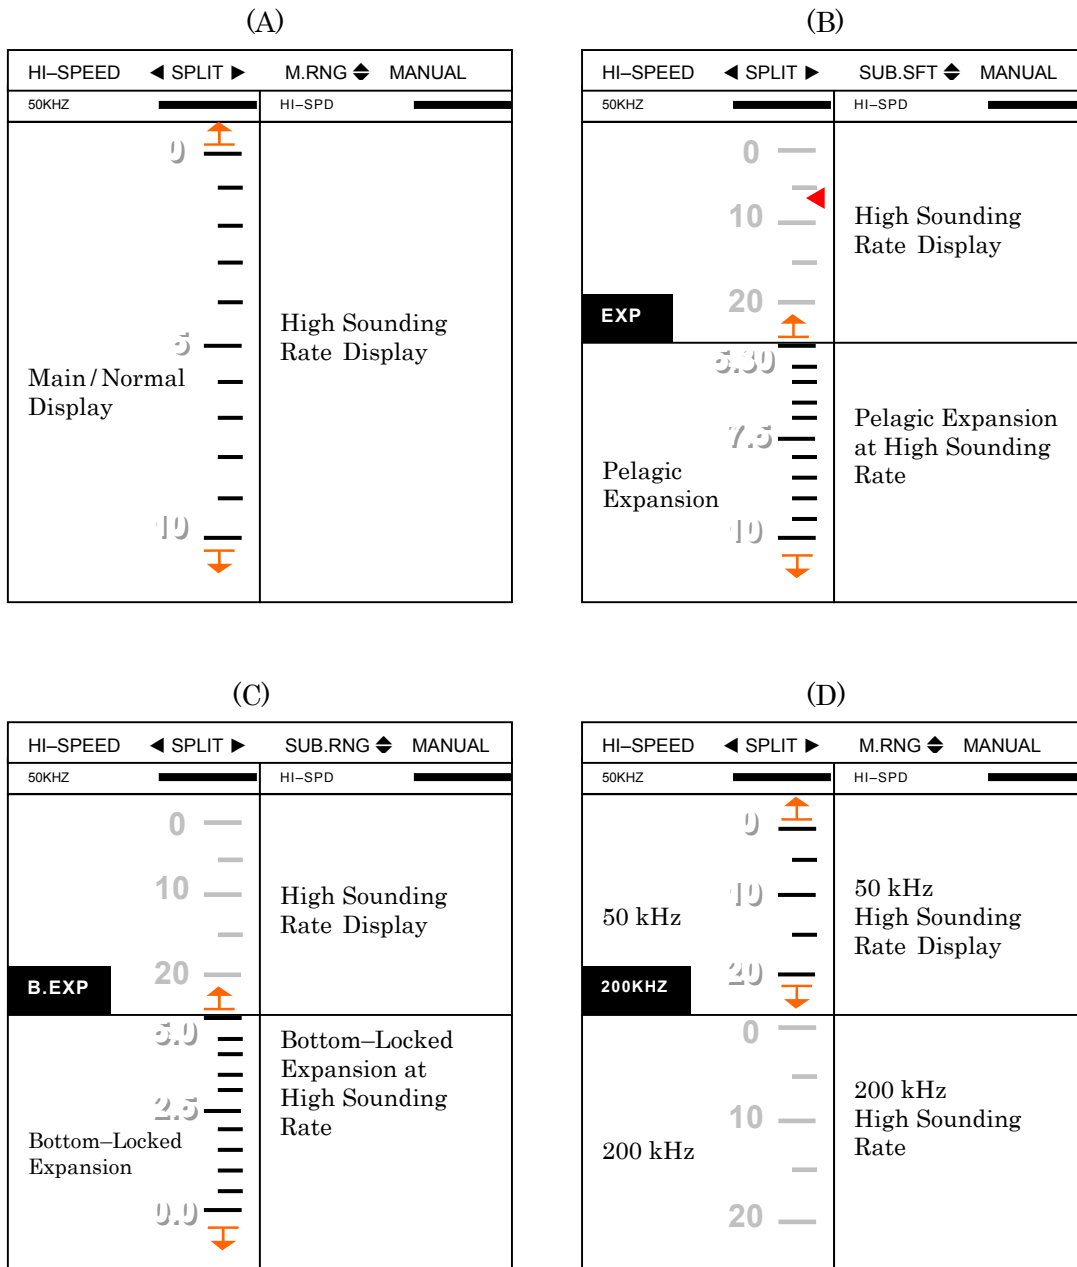 (A)
HI–SPEED ◀ SPLIT ▶ M.RNG ◆ MANUAL
50KHZ HI–SPD
0
5
10
Main / Normal
Display
High Sounding
Rate Display
(B)
HI–SPEED ◀ SPLIT ▶ SUB.SFT ◆ MANUAL
50KHZ HI–SPD
0
10
20
High Sounding
Rate Display
EXP
5.30
7.5
10
Pelagic
Expansion
Pelagic Expansion
at High Sounding
Rate
(C)
HI–SPEED ◀ SPLIT ▶ SUB.RNG ◆ MANUAL
50KHZ HI–SPD
0
10
20
High Sounding
Rate Display
B.EXP
5.0
2.5
0.0
Bottom–Locked
Expansion
Bottom–Locked
Expansion at
High Sounding
Rate
(D)
HI–SPEED ◀ SPLIT ▶ M.RNG ◆ MANUAL
50KHZ HI–SPD
0
10
20
50 kHz
50 kHz
High Sounding
Rate Display
200KHZ
0
10
20
200 kHz
200 kHz
High Sounding
Rate